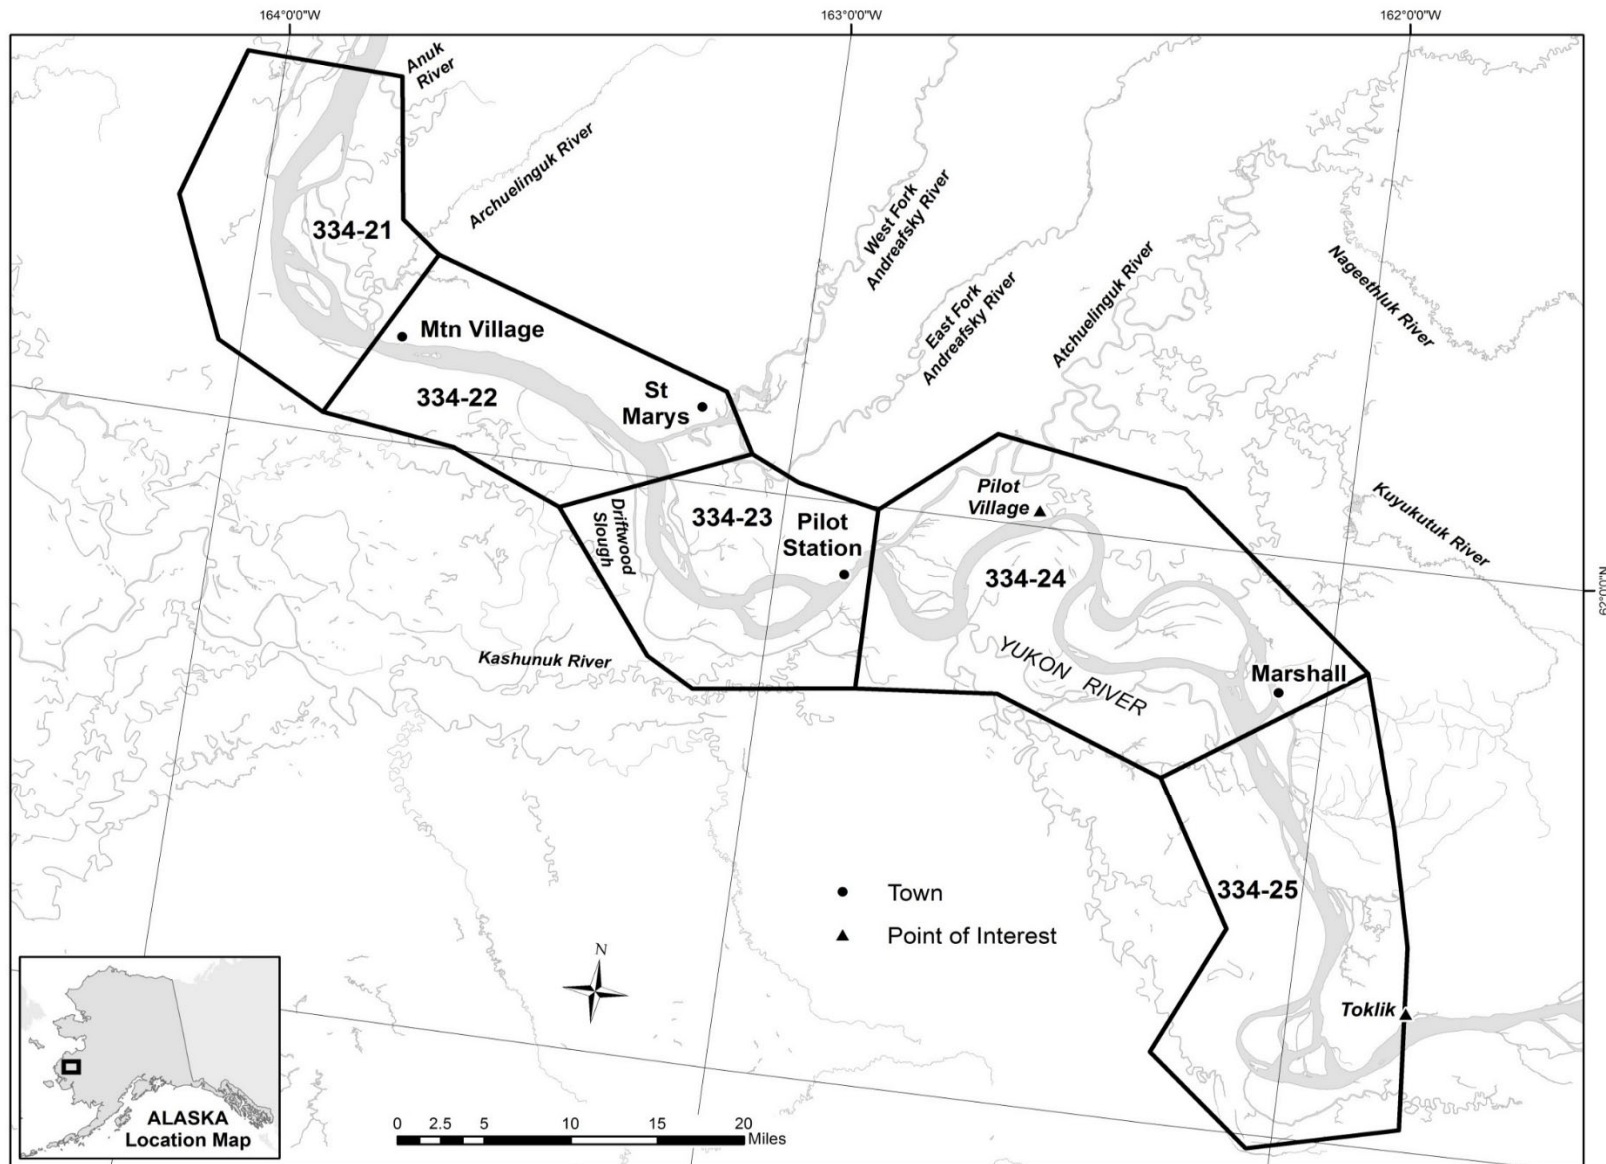 164°0'0"W
163°0'0"W
162°0'0"W
Anuk
River
Archuelinguk River
West Fork
Andreafsky River
East Fork
Andreafsky River
Atchuelinguk River
Nageethluk River
334-21
Mtn Village
334-22
St
Marys
Kuyukutuk River
Pilot
Village
Driftwood
Slough
334-23
Pilot
Station
334-24
62°0'0"N
Kashunuk River
YUKON RIVER
Marshall
334-25
Town
Point of Interest
N
Toklik
ALASKA
Location Map
0 2.5 5 10 15 20
Miles